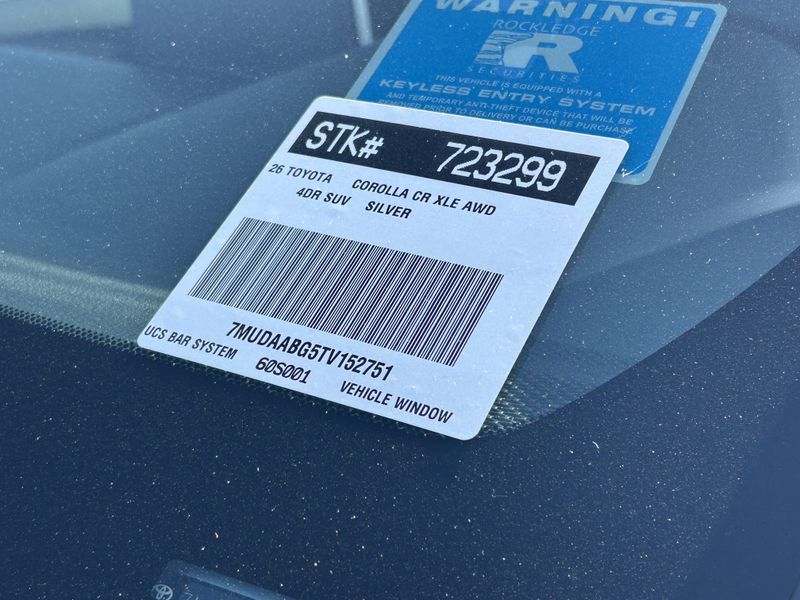 WARNING!
ROCKLEDGE
R
SECURITIES
THIS VEHICLE IS EQUIPPED WITH A
KEYLESS ENTRY SYSTEM
AND TEMPORARY ANTI-THEFT DEVICE THAT WILL BE
REMOVED PRIOR TO DELIVERY OR CAN BE PURCHASE
STK# 723299
26 TOYOTA COROLLA CR XLE AWD
4DR SUV SILVER
7MUDAABG5TV152751
UCS BAR SYSTEM 60S001 VEHICLE WINDOW